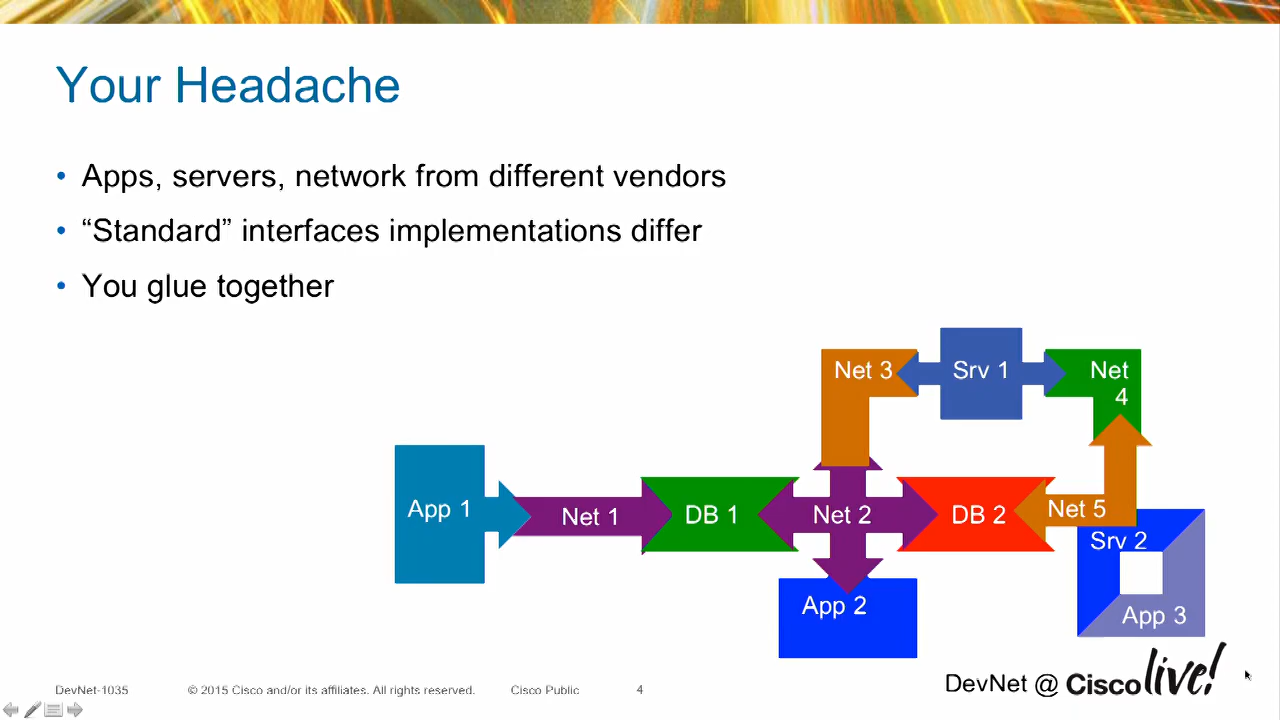 Your Headache
• Apps, servers, network from different vendors
• “Standard” interfaces implementations differ
• You glue together
Net 3
Srv 1
Net
4
App 1
Net 1
DB 1
Net 2
DB 2
Net 5
Srv 2
App 2
App 3
DevNet-1035
© 2015 Cisco and/or its affiliates. All rights reserved.
Cisco Public
4
DevNet @ Cisco live!